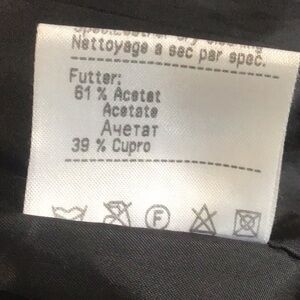 Nettoyage a sec par spec.
Futter:
61 % Acetat
Acetate
Ацетат
39 % Cupro
F